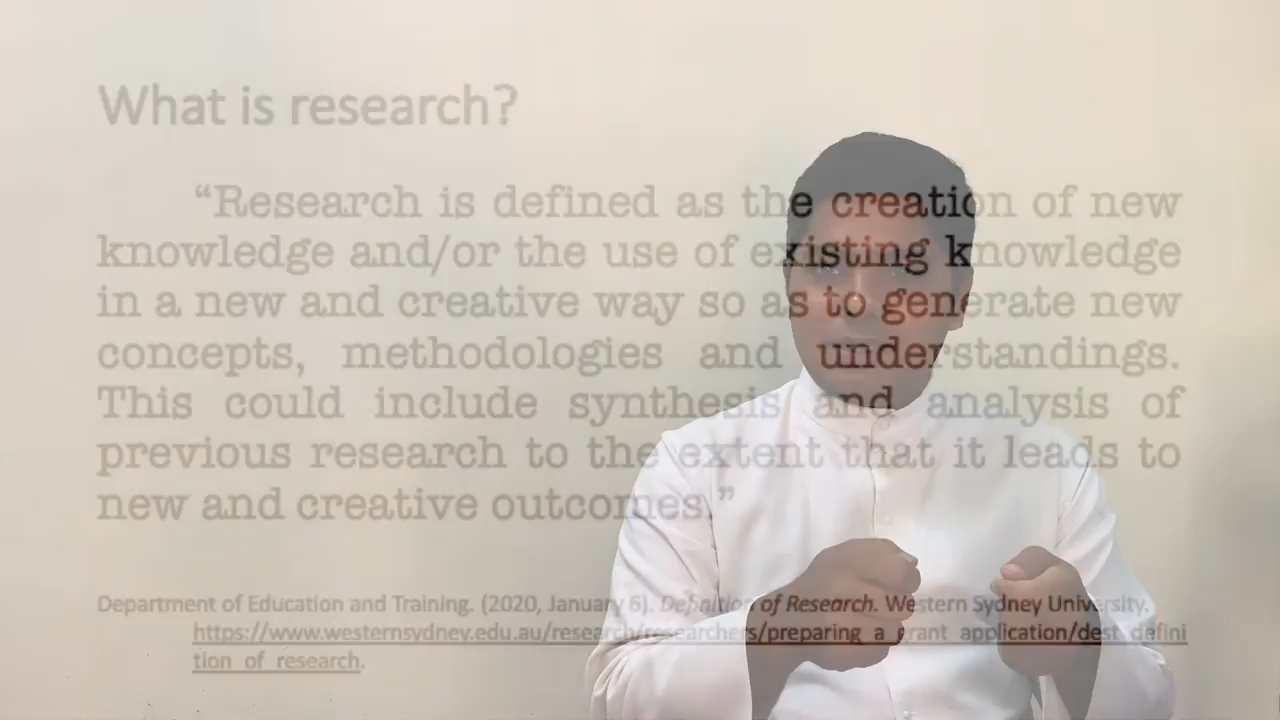 What is research?
“Research is defined as the creation of new
knowledge and/or the use of existing knowledge
in a new and creative way so as to generate new
concepts, methodologies and understandings.
This could include synthesis and analysis of
previous research to the extent that it leads to
new and creative outcomes.”
Department of Education and Training. (2020, January 6). Definition of Research. Western Sydney University.
https://www.westernsydney.edu.au/research/researchers/preparing_a_grant_application/dest_defini
tion_of_research.